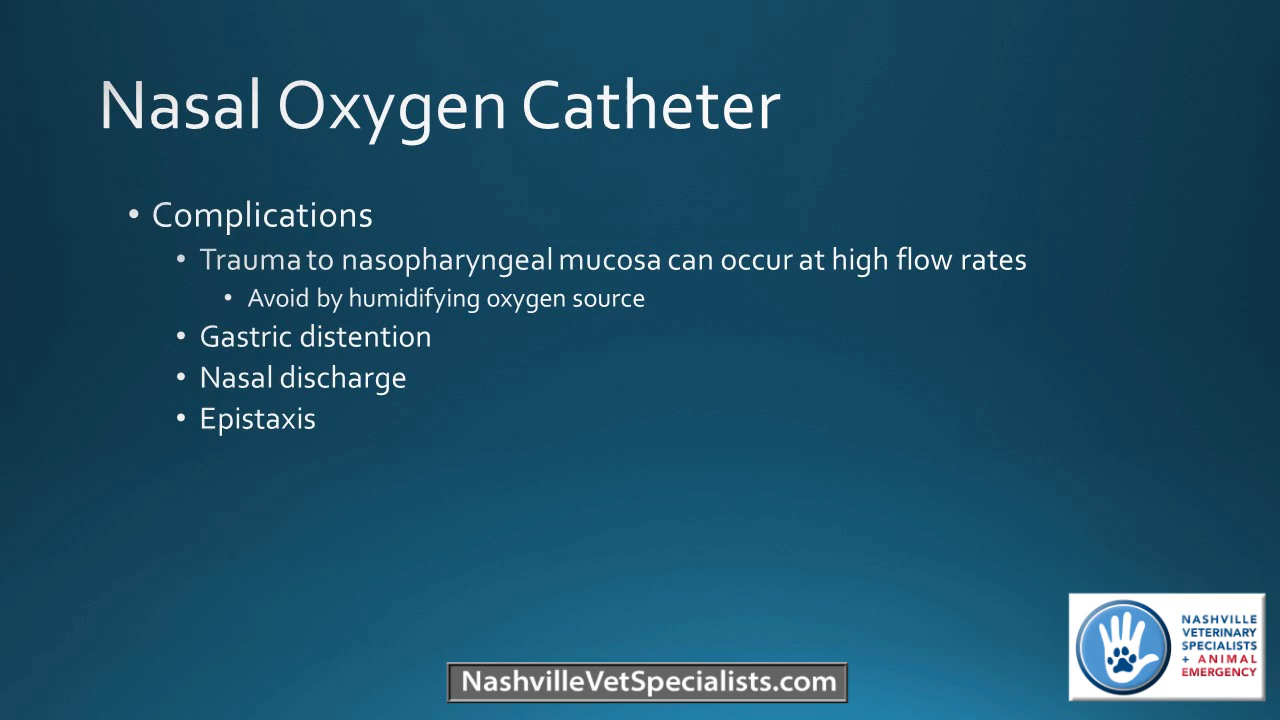 Nasal Oxygen Catheter
• Complications
• Trauma to nasopharyngeal mucosa can occur at high flow rates
• Avoid by humidifying oxygen source
• Gastric distention
• Nasal discharge
• Epistaxis
NASHVILLE
VETERINARY
SPECIALISTS
+ ANIMAL
EMERGENCY
NashvilleVetSpecialists.com